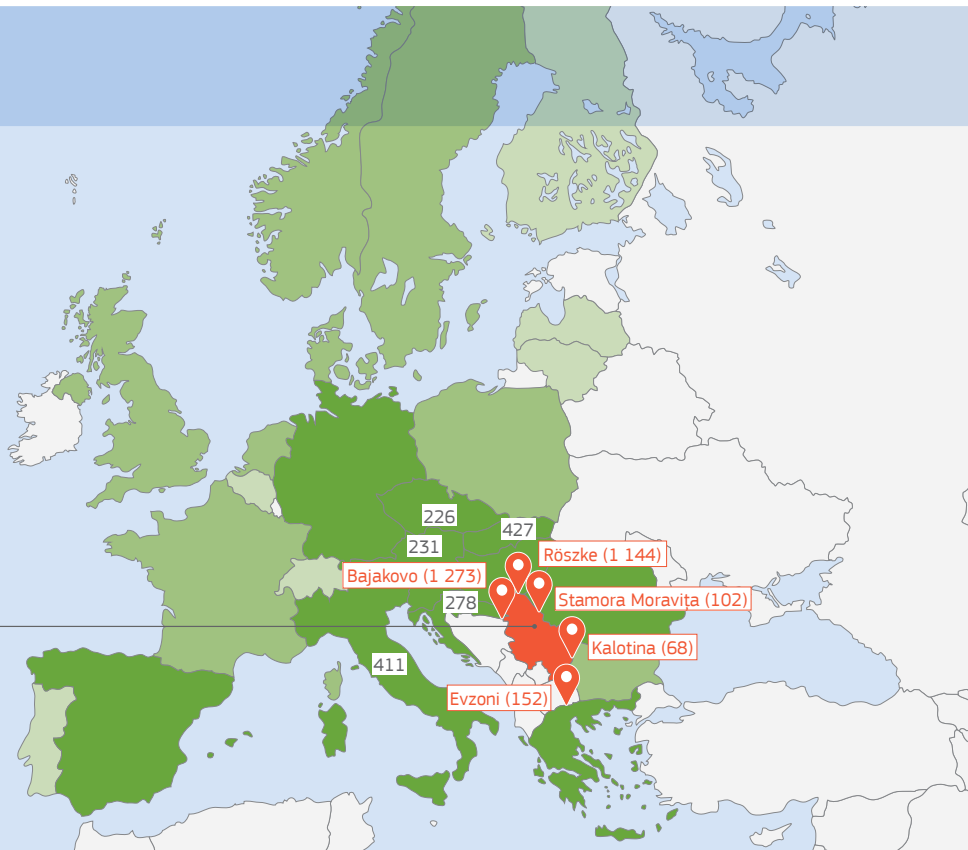 226
427
231
Röszke (1 144)
Bajakovo (1 273)
278
Stamora Moravița (102)
Kalotina (68)
411
Evzoni (152)